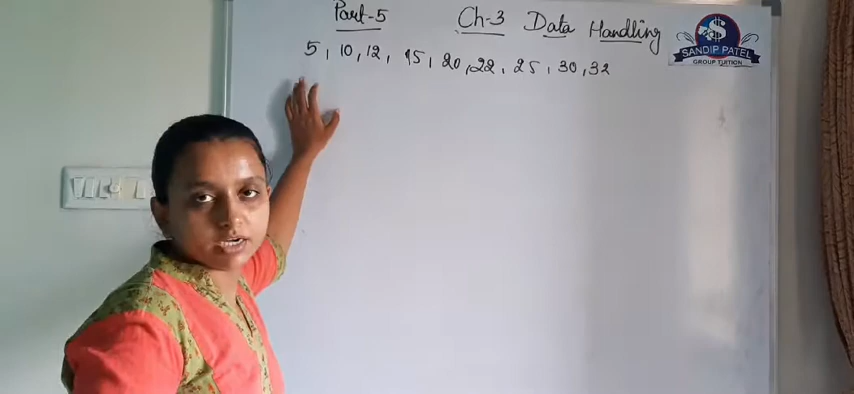 Part-5 Ch-3 Data Handling
5, 10, 12, 15, 20, 22, 25, 30, 32
$
SANDIP PATEL
GROUP TUITION